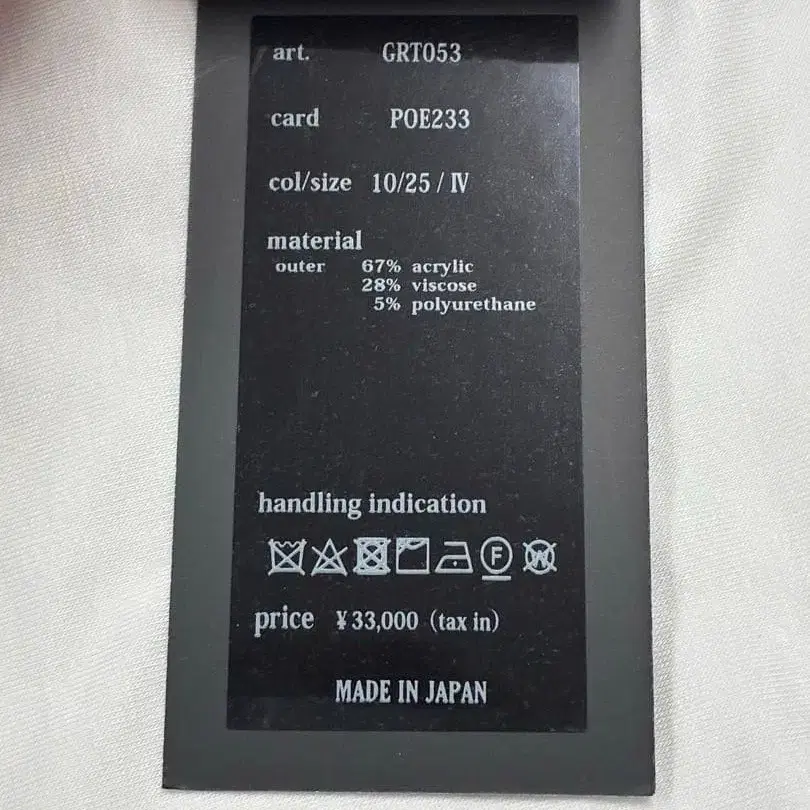 art. GRT053
card POE233
col/size 10/25 / Ⅳ
material
outer 67% acrylic
28% viscose
5% polyurethane
handling indication
F W
price ¥33,000 (tax in)
MADE IN JAPAN